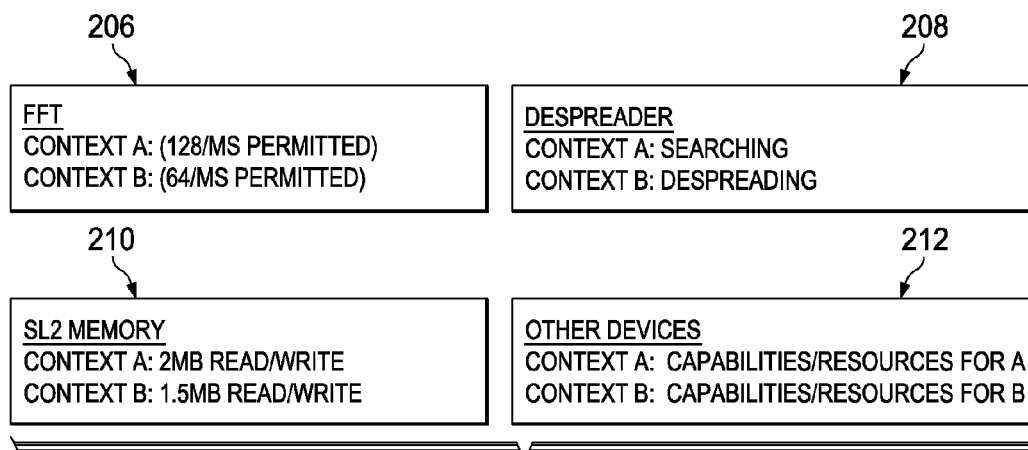 206
208
FFT
CONTEXT A: (128/MS PERMITTED)
CONTEXT B: (64/MS PERMITTED)
DESPREADER
CONTEXT A: SEARCHING
CONTEXT B: DESPREADING
210
212
SL2 MEMORY
CONTEXT A: 2MB READ/WRITE
CONTEXT B: 1.5MB READ/WRITE
OTHER DEVICES
CONTEXT A: CAPABILITIES/RESOURCES FOR A
CONTEXT B: CAPABILITIES/RESOURCES FOR B